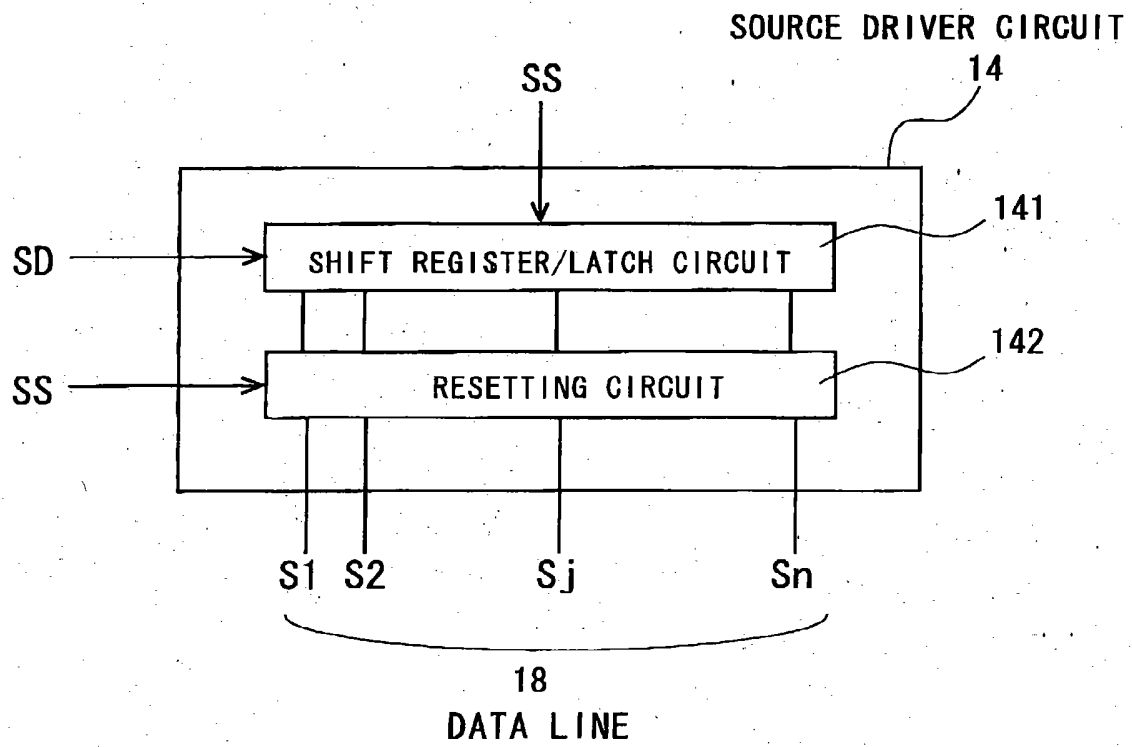 SOURCE DRIVER CIRCUIT
14
SS
141
SD
SHIFT REGISTER/LATCH CIRCUIT
142
SS
RESETTING CIRCUIT
S1 S2 Sj Sn
18
DATA LINE